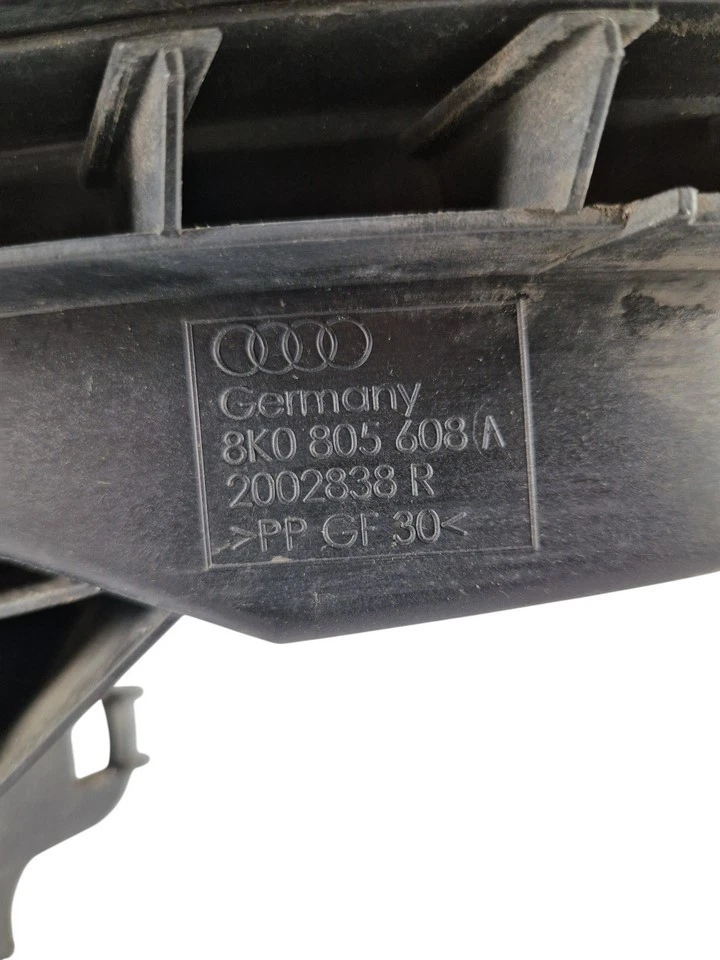 Germany
8K0 805 608 A
2002838 R
>PP GF 30<